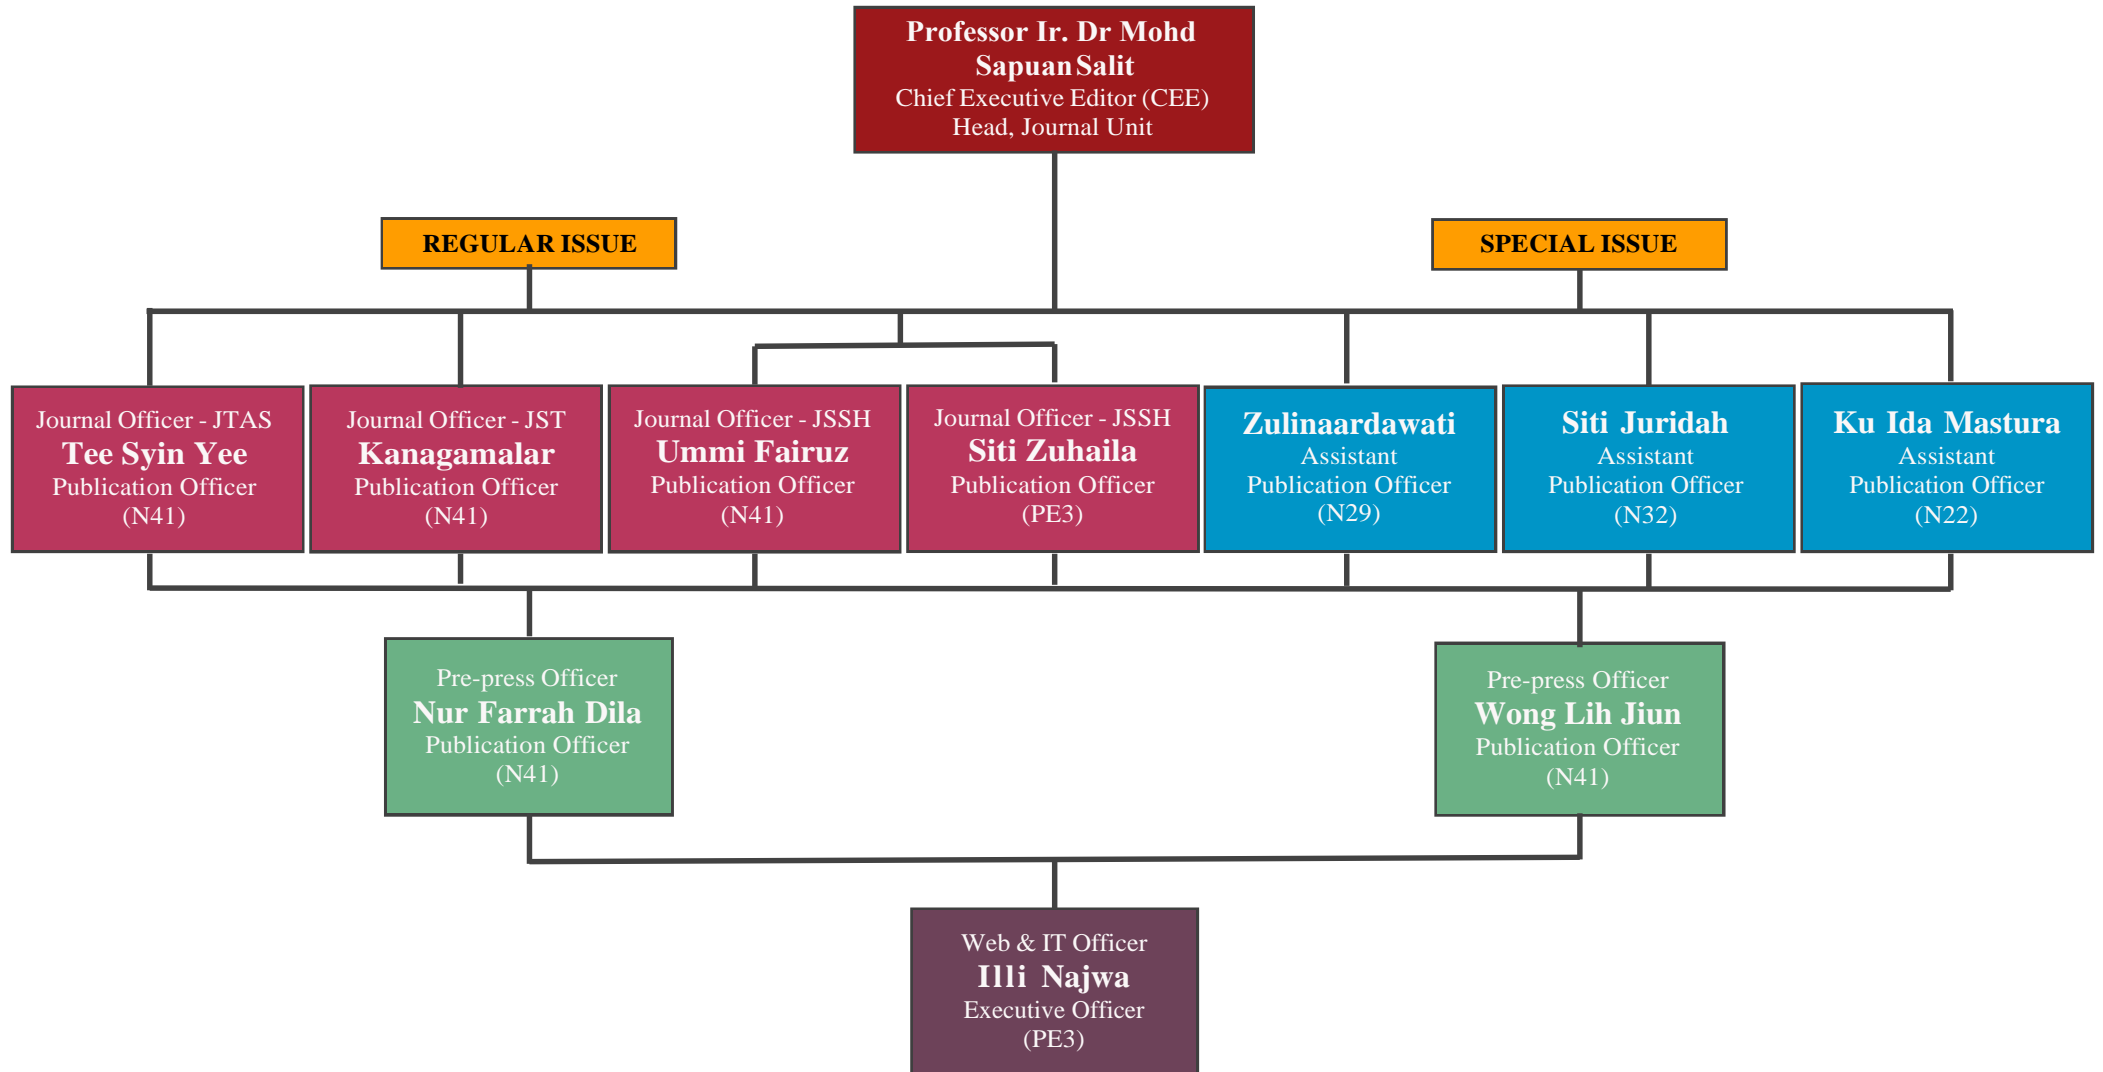 Professor Ir. Dr Mohd
Sapuan Salit
Chief Executive Editor (CEE)
Head, Journal Unit
REGULAR ISSUE
SPECIAL ISSUE
Journal Officer - JTAS
Tee Syin Yee
Publication Officer
(N41)
Journal Officer - JST
Kanagamalar
Publication Officer
(N41)
Journal Officer - JSSH
Ummi Fairuz
Publication Officer
(N41)
Journal Officer - JSSH
Siti Zuhaila
Publication Officer
(PE3)
Zulinaardawati
Assistant
Publication Officer
(N29)
Siti Juridah
Assistant
Publication Officer
(N32)
Ku Ida Mastura
Assistant
Publication Officer
(N22)
Pre-press Officer
Nur Farrah Dila
Publication Officer
(N41)
Pre-press Officer
Wong Lih Jiun
Publication Officer
(N41)
Web & IT Officer
Illi Najwa
Executive Officer
(PE3)